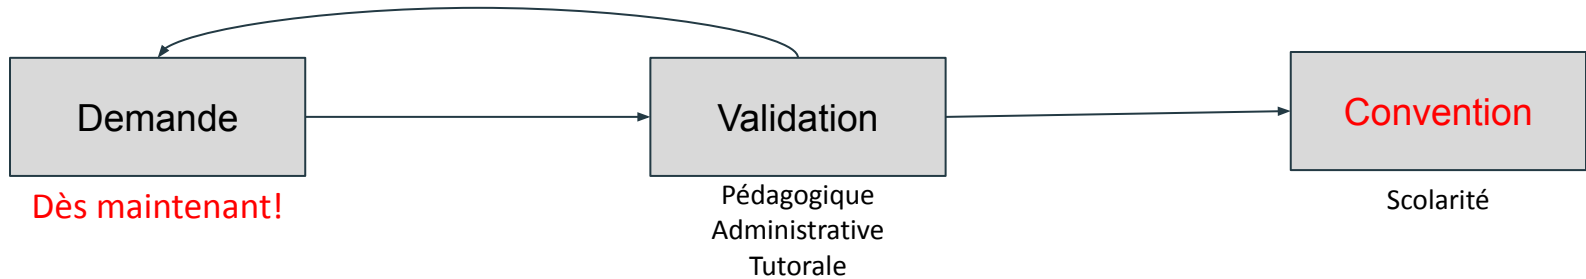 Demande
Dès maintenant!
Validation
Pédagogique
Administrative
Tutorale
Convention
Scolarité